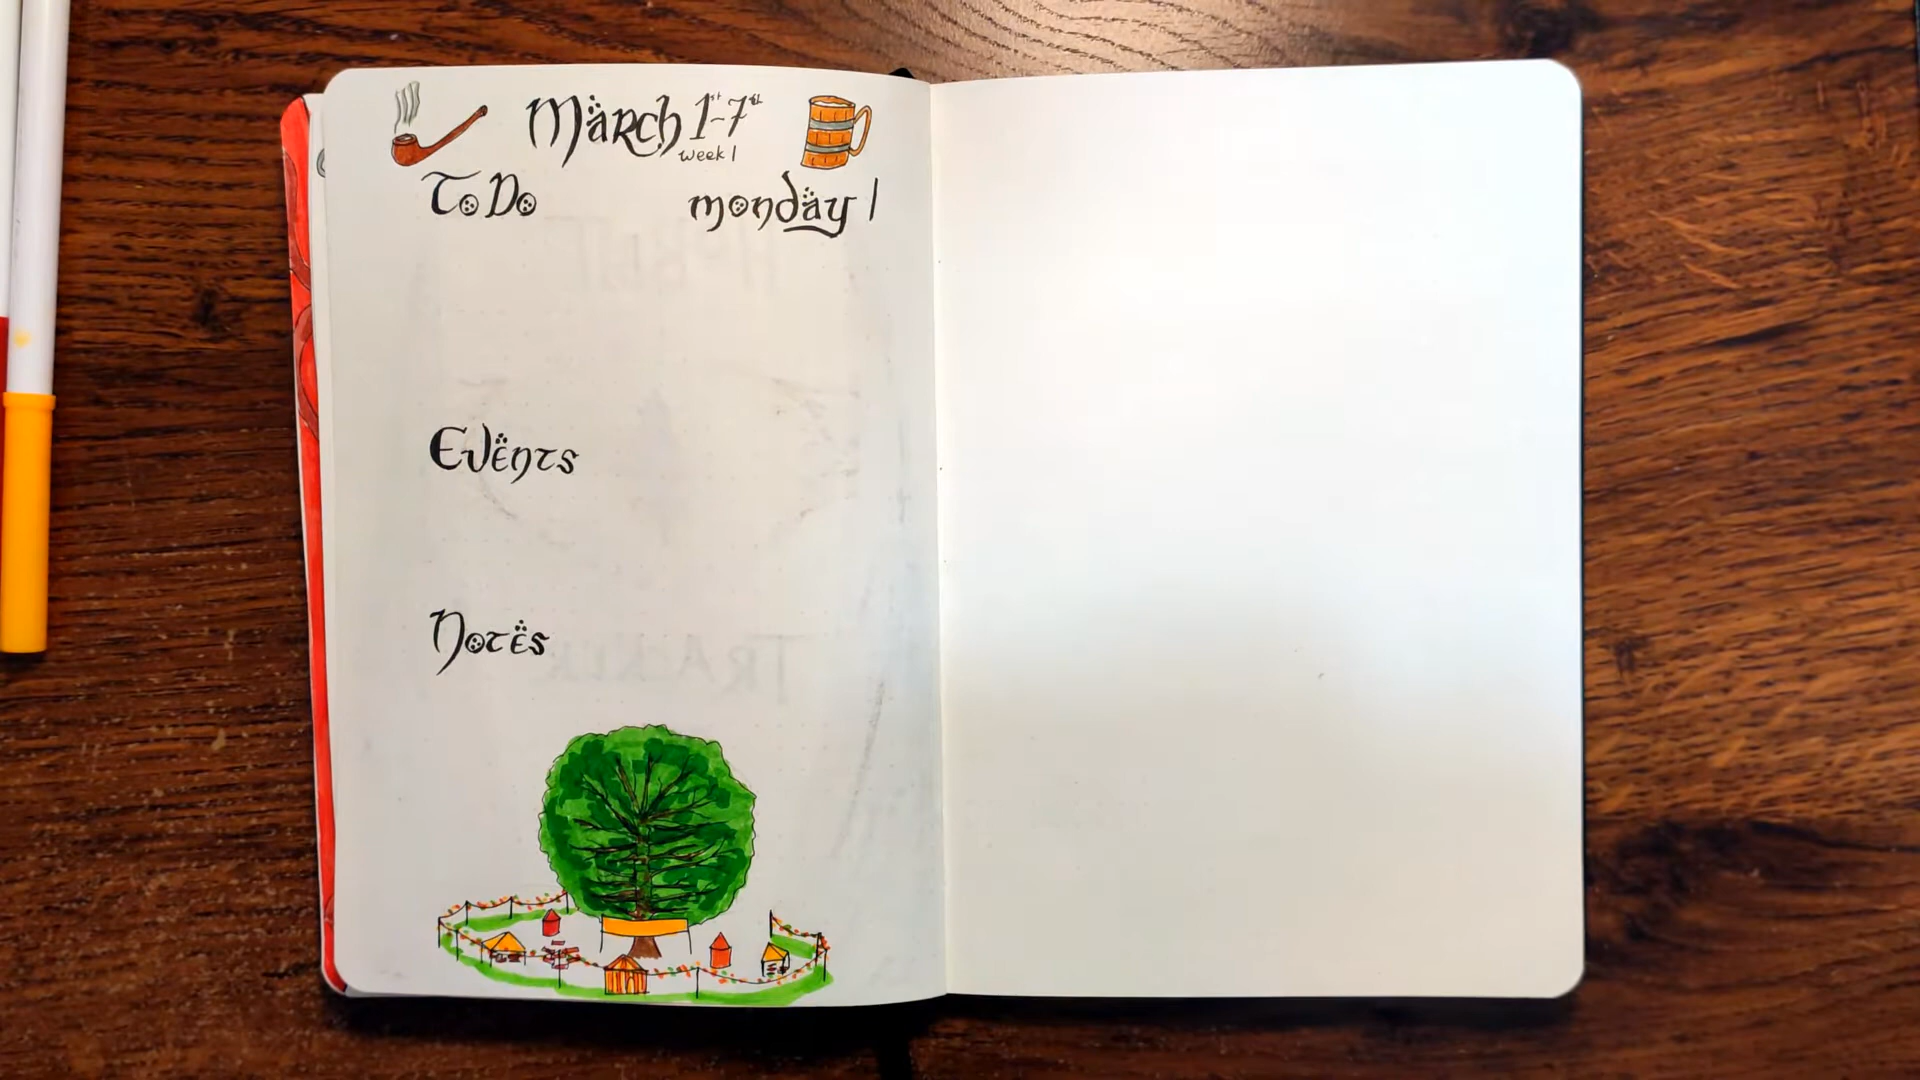 March 1st-7th
week 1
To Do
monday 1
Events
Notes